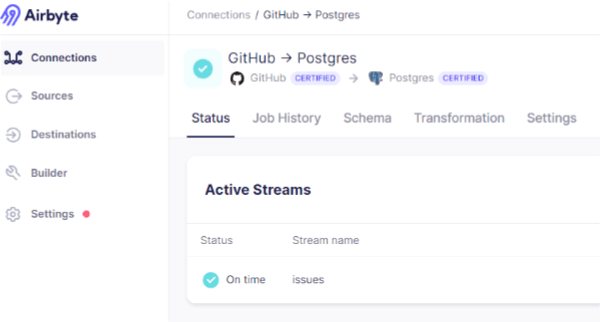 Airbyte
Connections / GitHub → Postgres
Connections
Sources
Destinations
Builder
Settings
GitHub → Postgres
GitHub CERTIFIED → Postgres CERTIFIED
Status Job History Schema Transformation Settings
Active Streams
Status Stream name
On time issues